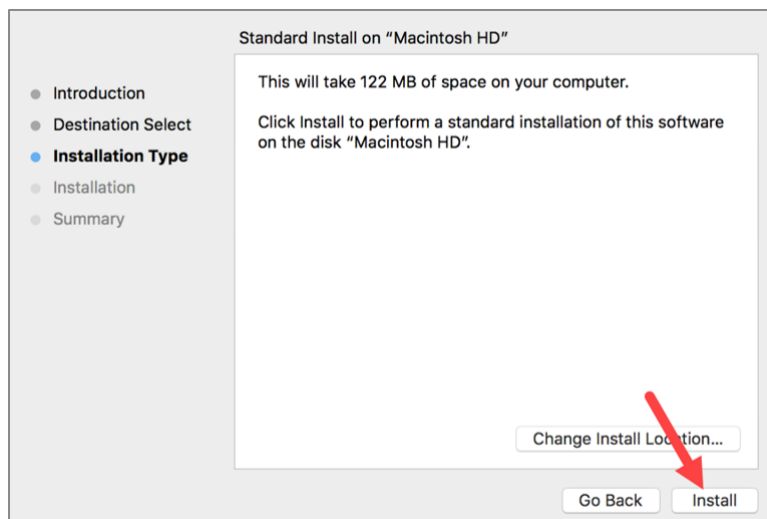 Standard Install on “Macintosh HD”
Introduction
Destination Select
Installation Type
Installation
Summary
This will take 122 MB of space on your computer.
Click Install to perform a standard installation of this software
on the disk “Macintosh HD”.
Change Install Location...
Go Back
Install